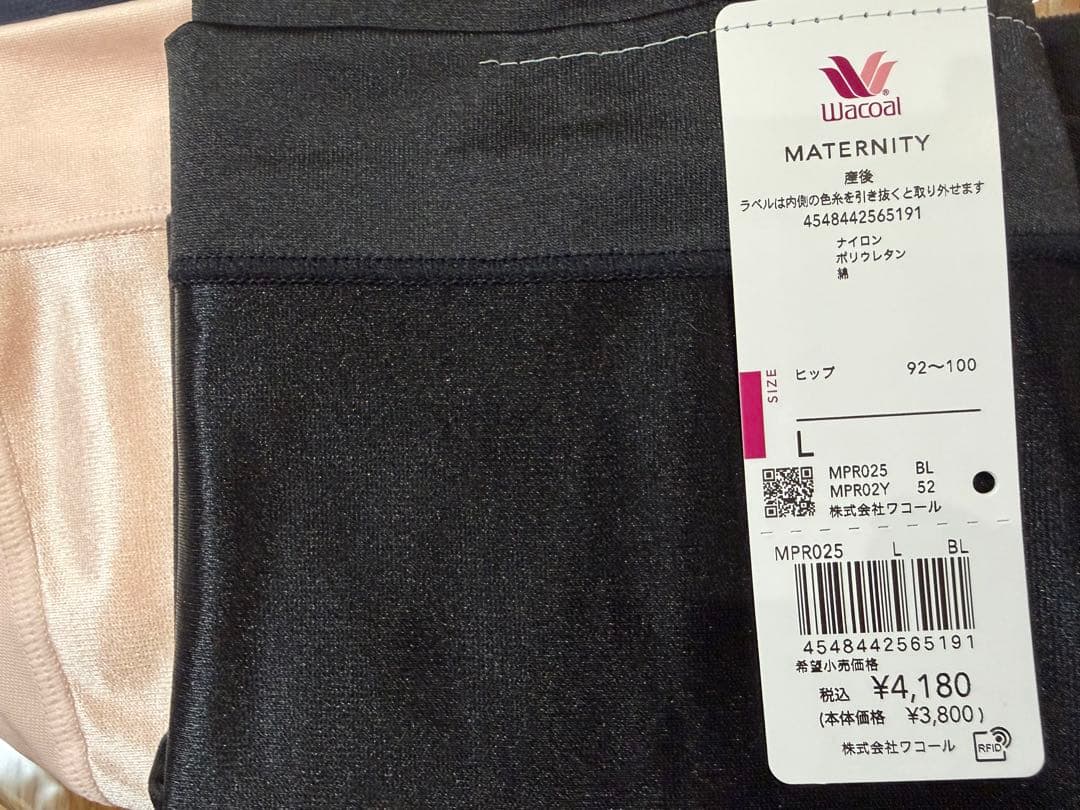 Wacoal
MATERNITY
産後
ラベルは内側の色糸を引き抜くと取り外せます
4548442565191
ナイロン
ポリウレタン
綿
SIZE
ヒップ 92〜100
L
MPR025 BL
MPR02Y 52
株式会社ワコール
MPR025 L BL
4548442565191
希望小売価格
税込 ¥4,180
(本体価格 ¥3,800)
株式会社ワコール
RFID